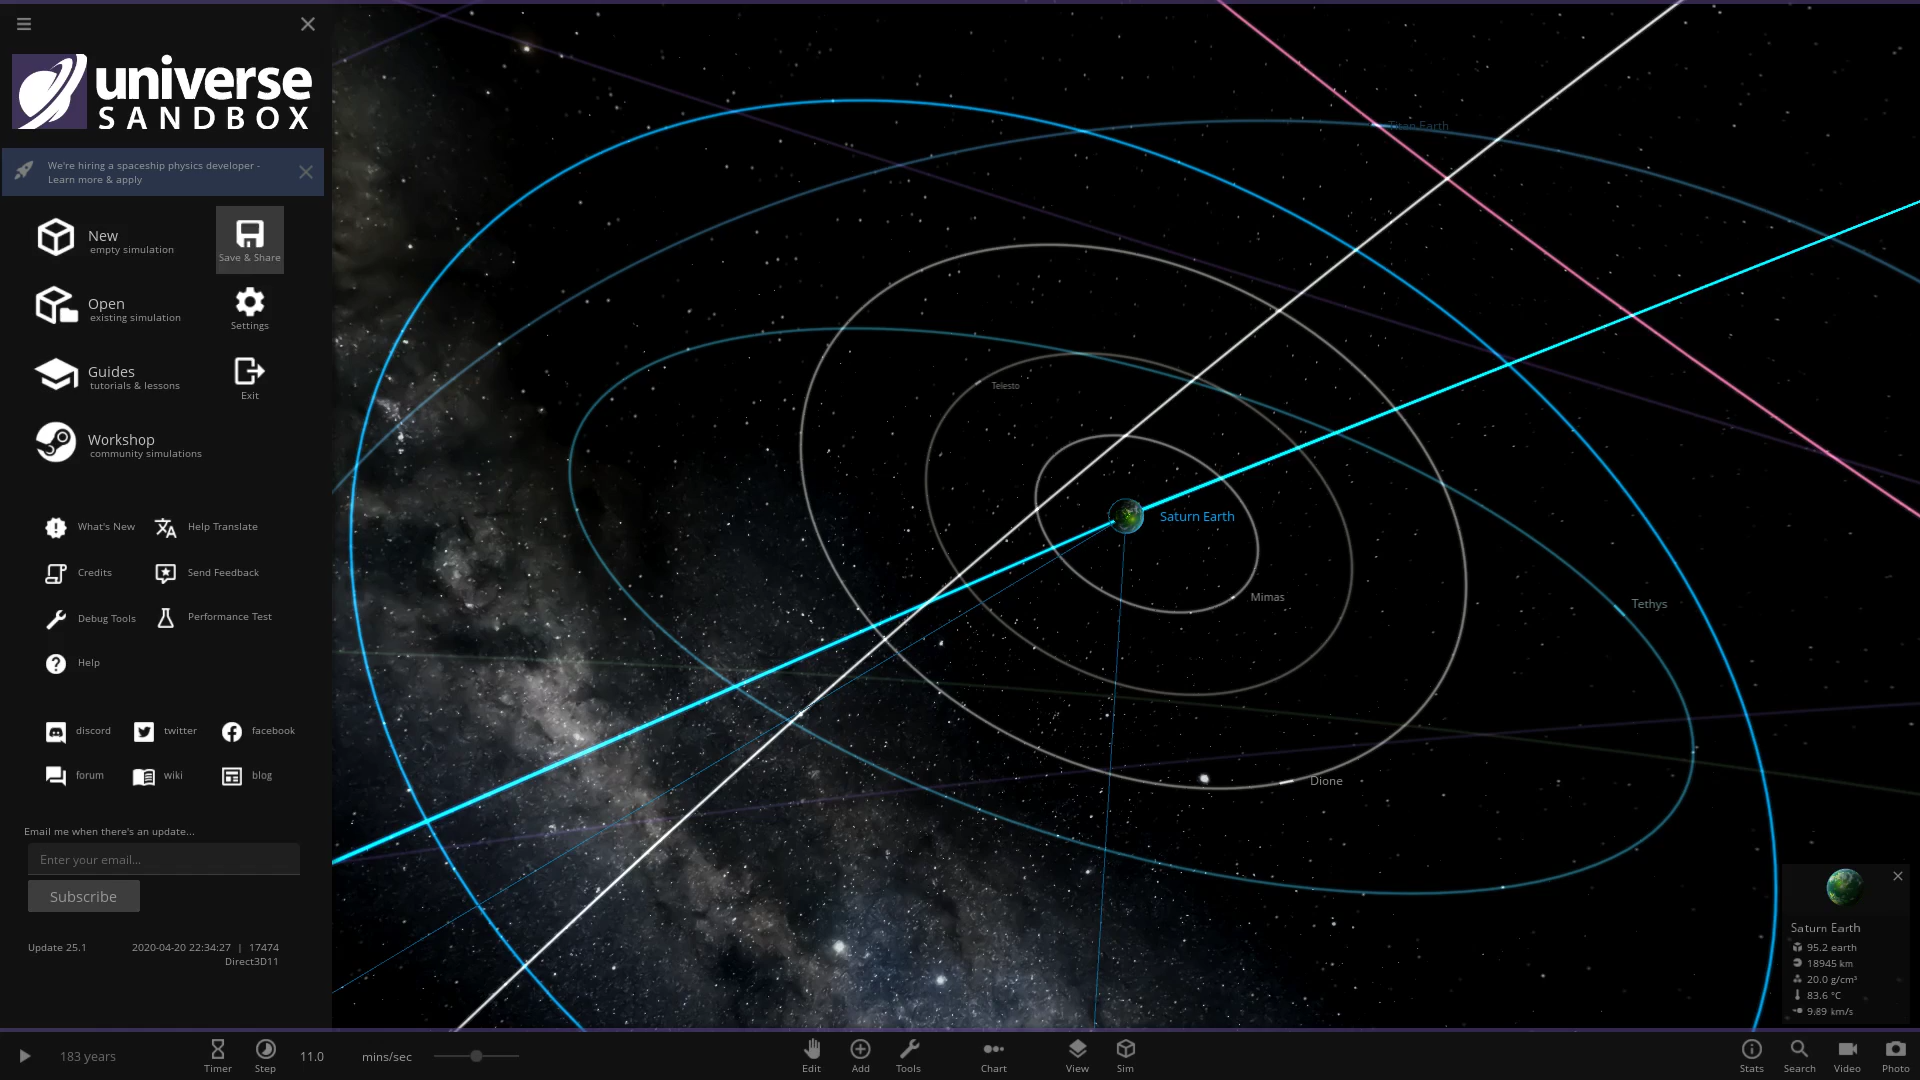 universe
SANDBOX
We're hiring a spaceship physics developer -
Learn more & apply
New
empty simulation
Save & Share
Open
existing simulation
Settings
Guides
tutorials & lessons
Exit
Workshop
community simulations
What's New
Help Translate
Credits
Send Feedback
Debug Tools
Performance Test
Help
discord
twitter
facebook
forum
wiki
blog
Email me when there's an update...
Enter your email...
Subscribe
Update 25.1
2020-04-20 22:34:27 | 17474
Direct3D11
Titan Earth
Telesto
Saturn Earth
Mimas
Tethys
Dione
Saturn Earth
95.2 earth
18945 km
20.0 g/cm³
83.6 °C
9.89 km/s
183 years
Timer
Step
11.0
mins/sec
Edit
Add
Tools
Chart
View
Sim
Stats
Search
Video
Photo